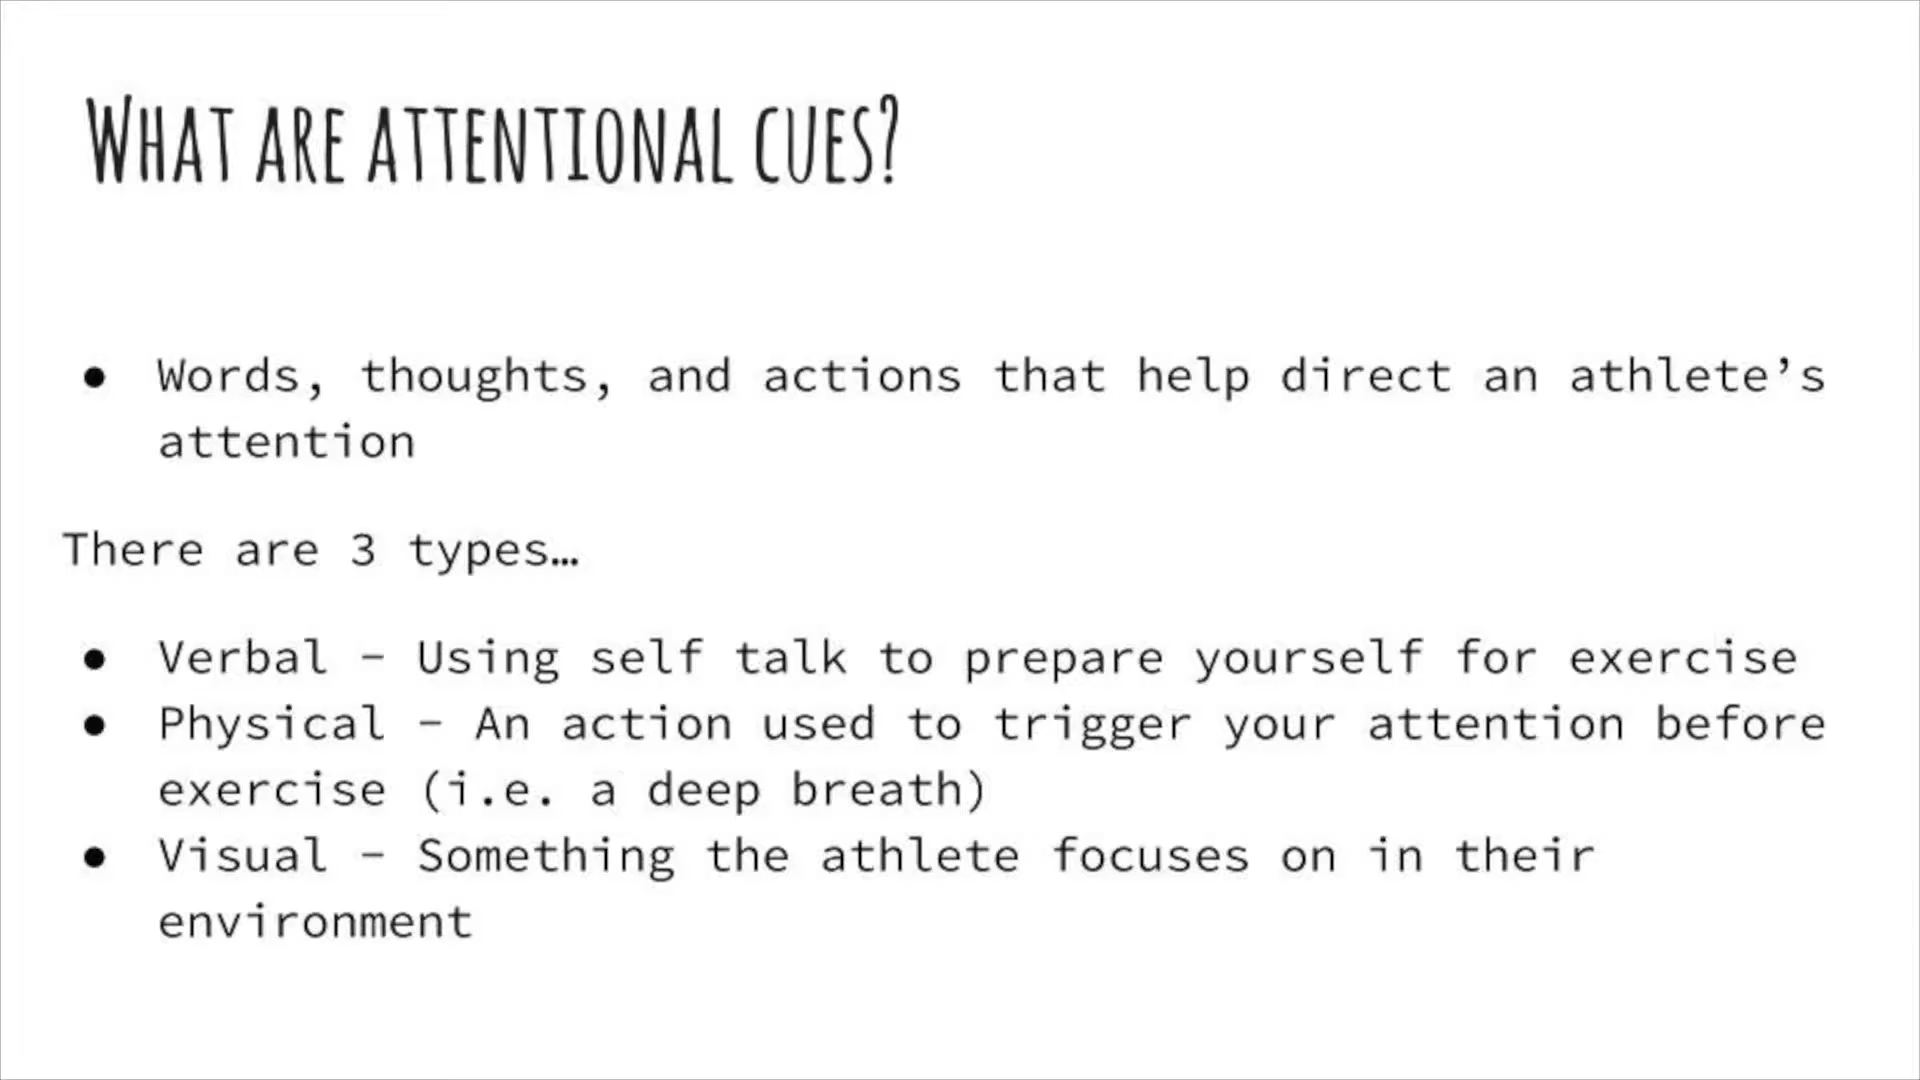 What are attentional cues?
● Words, thoughts, and actions that help direct an athlete’s
attention
There are 3 types…
● Verbal – Using self talk to prepare yourself for exercise
● Physical – An action used to trigger your attention before
exercise (i.e. a deep breath)
● Visual – Something the athlete focuses on in their
environment